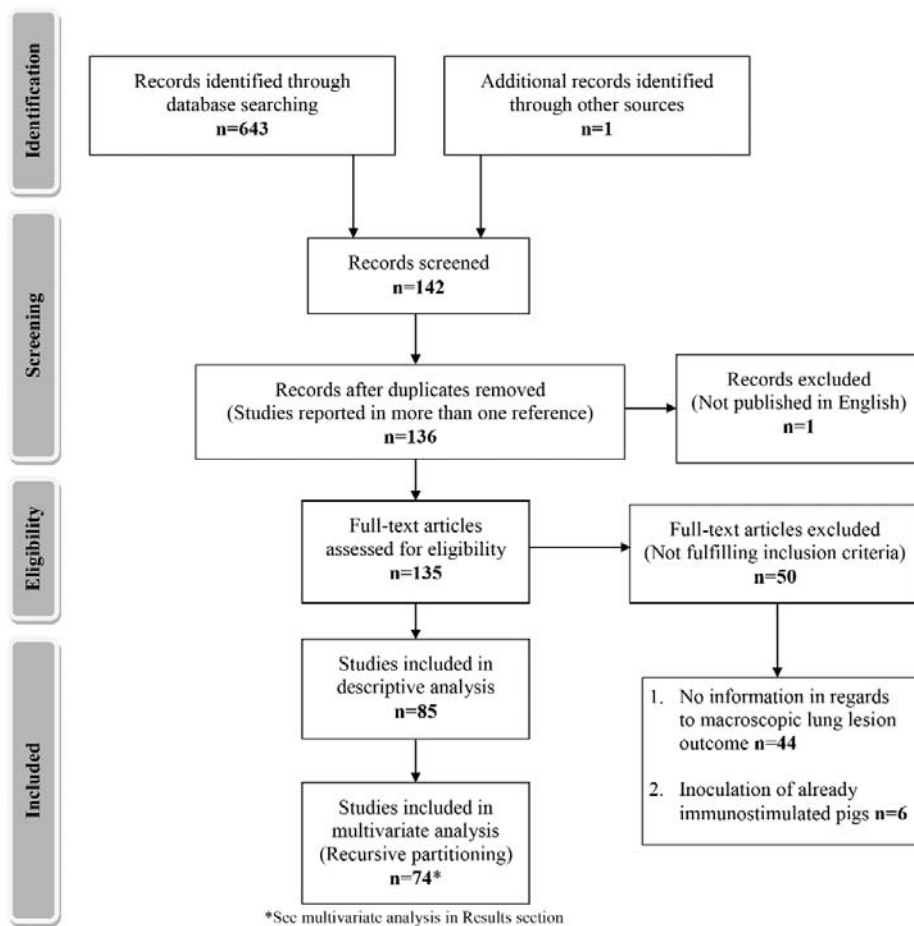 Identification
Records identified through
database searching
n=643
Additional records identified
through other sources
n=1
Screening
Records screened
n=142
Records after duplicates removed
(Studies reported in more than one reference)
n=136
Records excluded
(Not published in English)
n=1
Eligibility
Full-text articles
assessed for eligibility
n=135
Full-text articles excluded
(Not fulfilling inclusion criteria)
n=50
Included
Studies included in
descriptive analysis
n=85
1. No information in regards
to macroscopic lung lesion
outcome n=44
2. Inoculation of already
immunostimulated pigs n=6
Studies included in
multivariate analysis
(Recursive partitioning)
n=74*
*See multivariate analysis in Results section